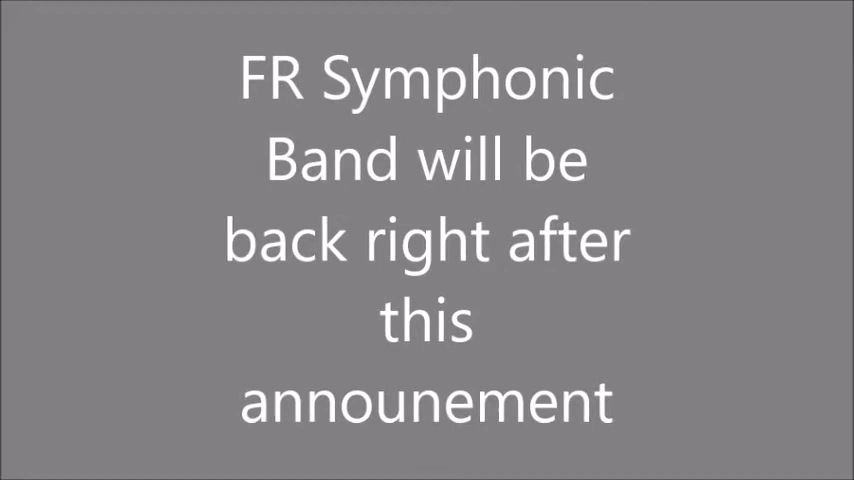 FR Symphonic
Band will be
back right after
this
announement